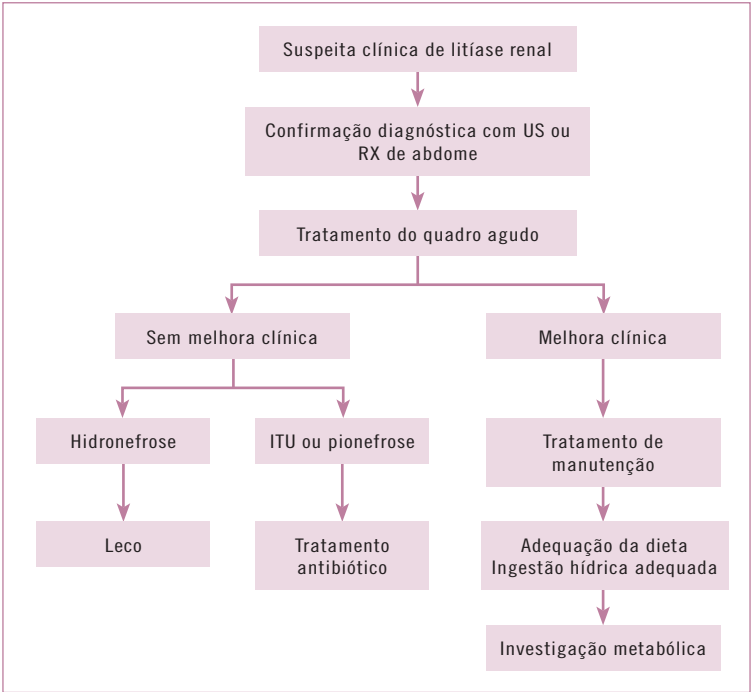 Suspeita clínica de litíase renal
Confirmação diagnóstica com US ou
RX de abdome
Tratamento do quadro agudo
Sem melhora clínica
Melhora clínica
Hidronefrose
ITU ou pionefrose
Tratamento de
manutenção
Leco
Tratamento
antibiótico
Adequação da dieta
Ingestão hídrica adequada
Investigação metabólica